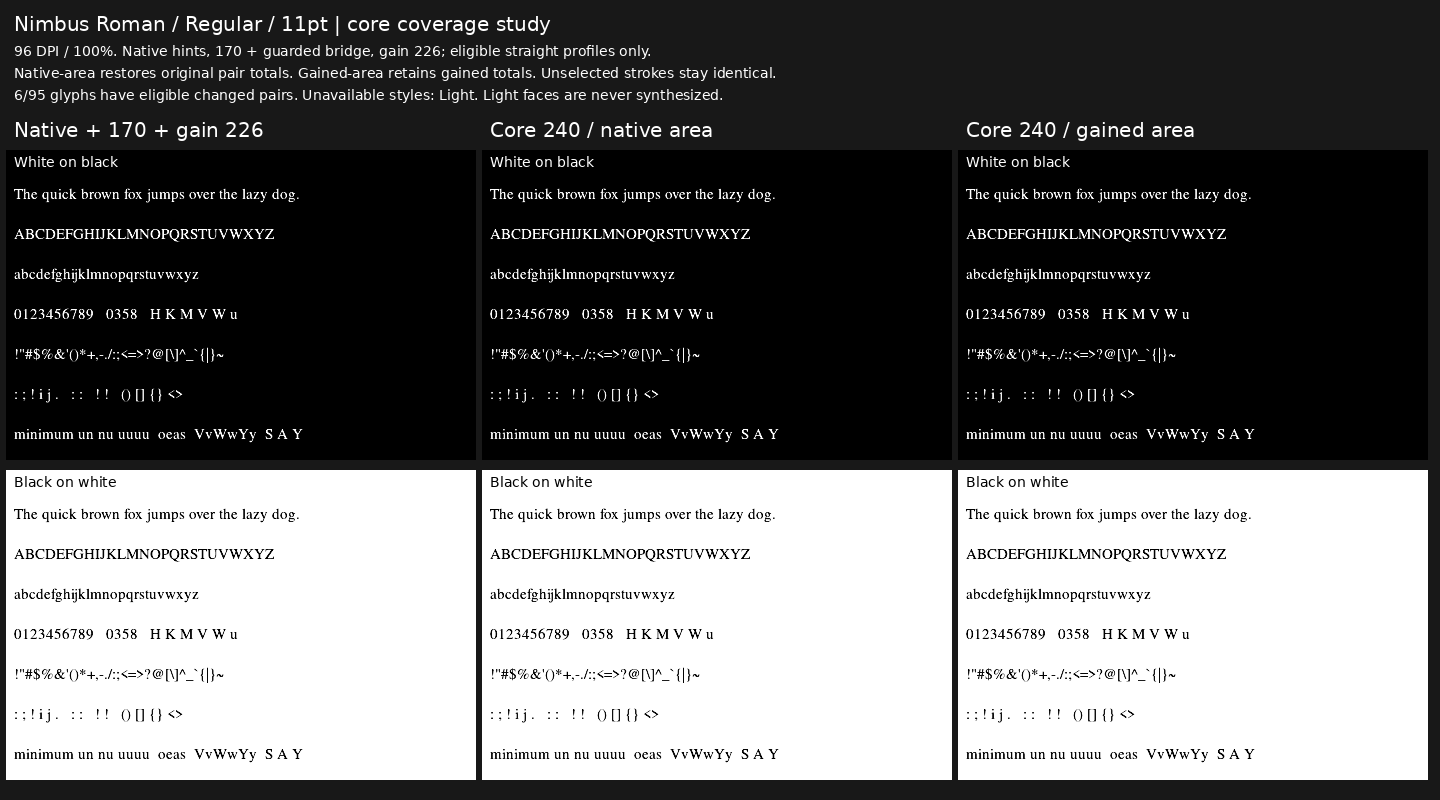 Nimbus Roman / Regular / 11pt | core coverage study
96 DPI / 100%. Native hints, 170 + guarded bridge, gain 226; eligible straight profiles only.
Native-area restores original pair totals. Gained-area retains gained totals. Unselected strokes stay identical.
6/95 glyphs have eligible changed pairs. Unavailable styles: Light. Light faces are never synthesized.
Native + 170 + gain 226
White on black
The quick brown fox jumps over the lazy dog.
ABCDEFGHIJKLMNOPQRSTUVWXYZ
abcdefghijklmnopqrstuvwxyz
0123456789   0358   H K M V W u
!"#$%&'()*+,-./:;<=>?@[\]^_`{|}~
: ; ! i j .   : :   ! !   () [] {} <>
minimum un nu uuuu  oeas  VvWwYy  S A Y
Core 240 / native area
White on black
The quick brown fox jumps over the lazy dog.
ABCDEFGHIJKLMNOPQRSTUVWXYZ
abcdefghijklmnopqrstuvwxyz
0123456789   0358   H K M V W u
!"#$%&'()*+,-./:;<=>?@[\]^_`{|}~
: ; ! i j .   : :   ! !   () [] {} <>
minimum un nu uuuu  oeas  VvWwYy  S A Y
Core 240 / gained area
White on black
The quick brown fox jumps over the lazy dog.
ABCDEFGHIJKLMNOPQRSTUVWXYZ
abcdefghijklmnopqrstuvwxyz
0123456789   0358   H K M V W u
!"#$%&'()*+,-./:;<=>?@[\]^_`{|}~
: ; ! i j .   : :   ! !   () [] {} <>
minimum un nu uuuu  oeas  VvWwYy  S A Y
Black on white
The quick brown fox jumps over the lazy dog.
ABCDEFGHIJKLMNOPQRSTUVWXYZ
abcdefghijklmnopqrstuvwxyz
0123456789   0358   H K M V W u
!"#$%&'()*+,-./:;<=>?@[\]^_`{|}~
: ; ! i j .   : :   ! !   () [] {} <>
minimum un nu uuuu  oeas  VvWwYy  S A Y
Black on white
The quick brown fox jumps over the lazy dog.
ABCDEFGHIJKLMNOPQRSTUVWXYZ
abcdefghijklmnopqrstuvwxyz
0123456789   0358   H K M V W u
!"#$%&'()*+,-./:;<=>?@[\]^_`{|}~
: ; ! i j .   : :   ! !   () [] {} <>
minimum un nu uuuu  oeas  VvWwYy  S A Y
Black on white
The quick brown fox jumps over the lazy dog.
ABCDEFGHIJKLMNOPQRSTUVWXYZ
abcdefghijklmnopqrstuvwxyz
0123456789   0358   H K M V W u
!"#$%&'()*+,-./:;<=>?@[\]^_`{|}~
: ; ! i j .   : :   ! !   () [] {} <>
minimum un nu uuuu  oeas  VvWwYy  S A Y